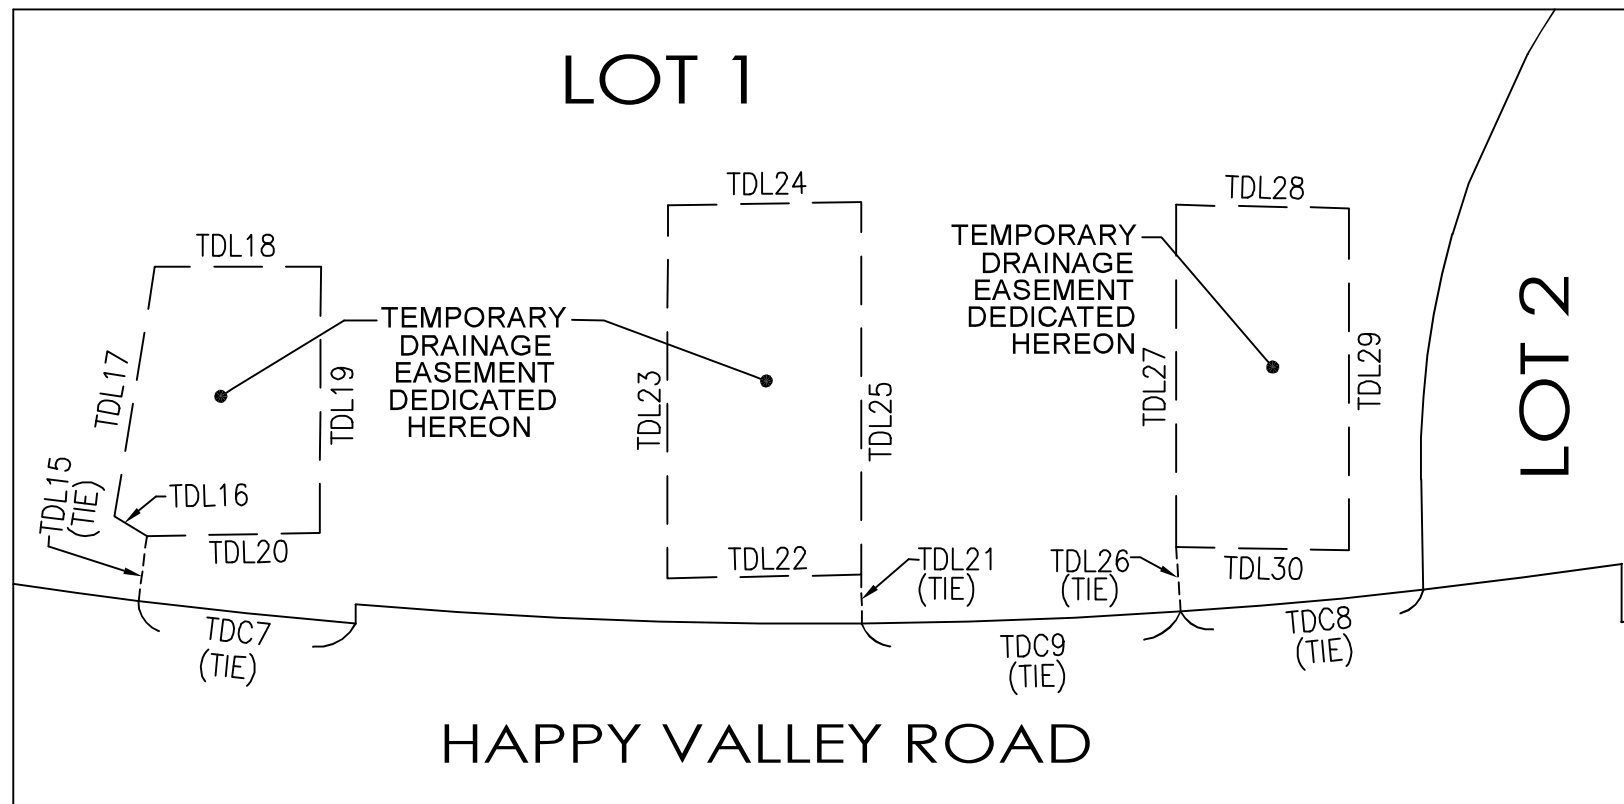 LOT 1
TDL24
TDL28
TDL18
TEMPORARY
DRAINAGE
EASEMENT
DEDICATED
HEREON
TEMPORARY
DRAINAGE
EASEMENT
DEDICATED
HEREON
TDL17
TDL19
TDL23
TDL25
TDL27
TDL29
LOT 2
TDL15
(TIE)
TDL16
TDL20
TDL22
TDL21
(TIE)
TDL26
(TIE)
TDL30
TDC7
(TIE)
TDC9
(TIE)
TDC8
(TIE)
HAPPY VALLEY ROAD